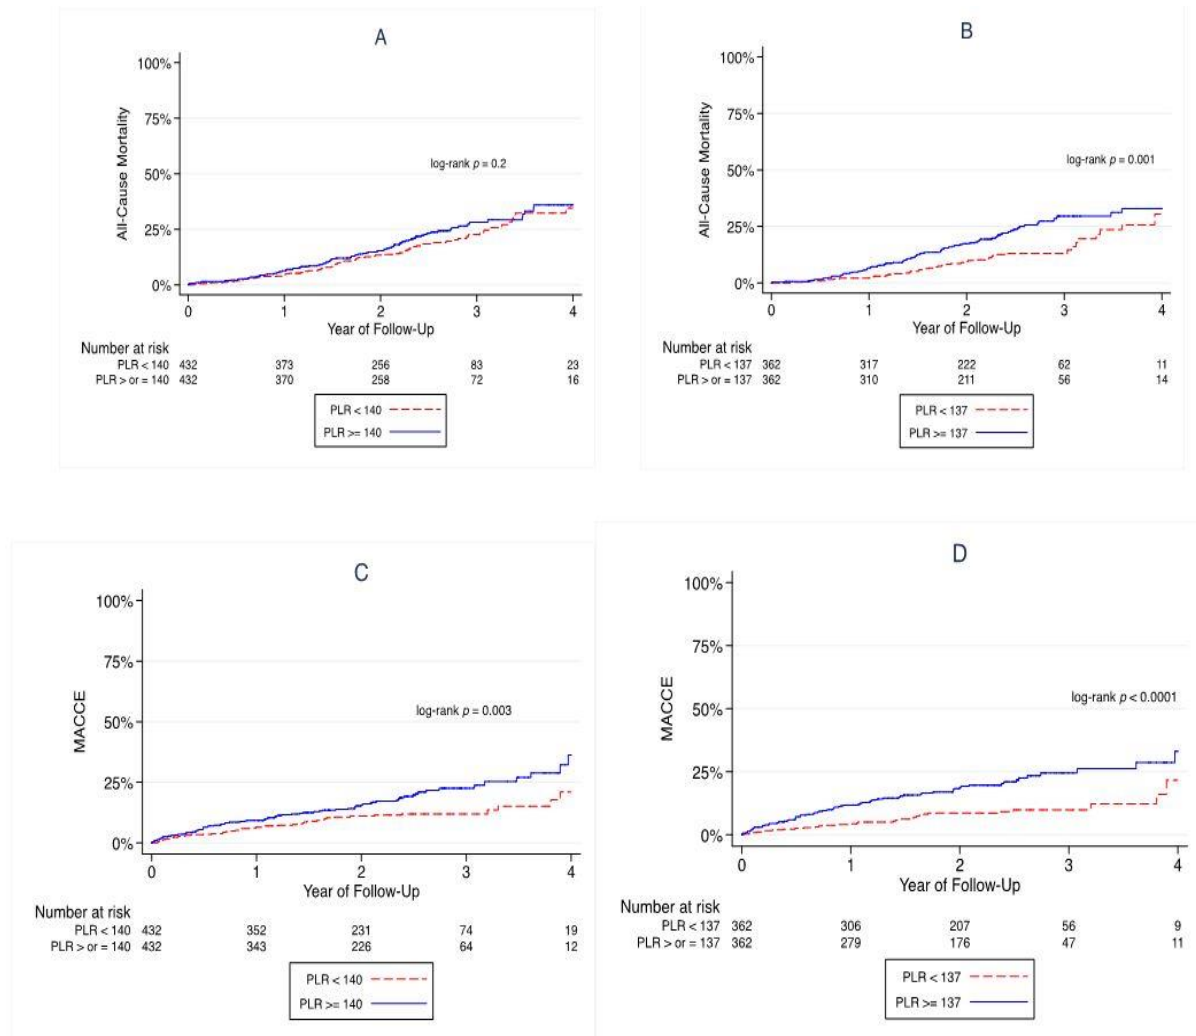 A
100%
75%
50%
25%
0%
All-Cause Mortality
log-rank p = 0.2
0 1 2 3 4
Year of Follow-Up
Number at risk
PLR < 140 432 373 256 83 23
PLR > or = 140 432 370 258 72 16
PLR < 140
PLR >= 140
B
100%
75%
50%
25%
0%
All-Cause Mortality
log-rank p = 0.001
0 1 2 3 4
Year of Follow-Up
Number at risk
PLR < 137 362 317 222 62 11
PLR > or = 137 362 310 211 56 14
PLR < 137
PLR >= 137
C
100%
75%
50%
25%
0%
MACCE
log-rank p = 0.003
0 1 2 3 4
Year of Follow-Up
Number at risk
PLR < 140 432 352 231 74 19
PLR > or = 140 432 343 226 64 12
PLR < 140
PLR >= 140
D
100%
75%
50%
25%
0%
MACCE
log-rank p < 0.0001
0 1 2 3 4
Year of Follow-Up
Number at risk
PLR < 137 362 306 207 56 9
PLR > or = 137 362 279 176 47 11
PLR < 137
PLR >= 137